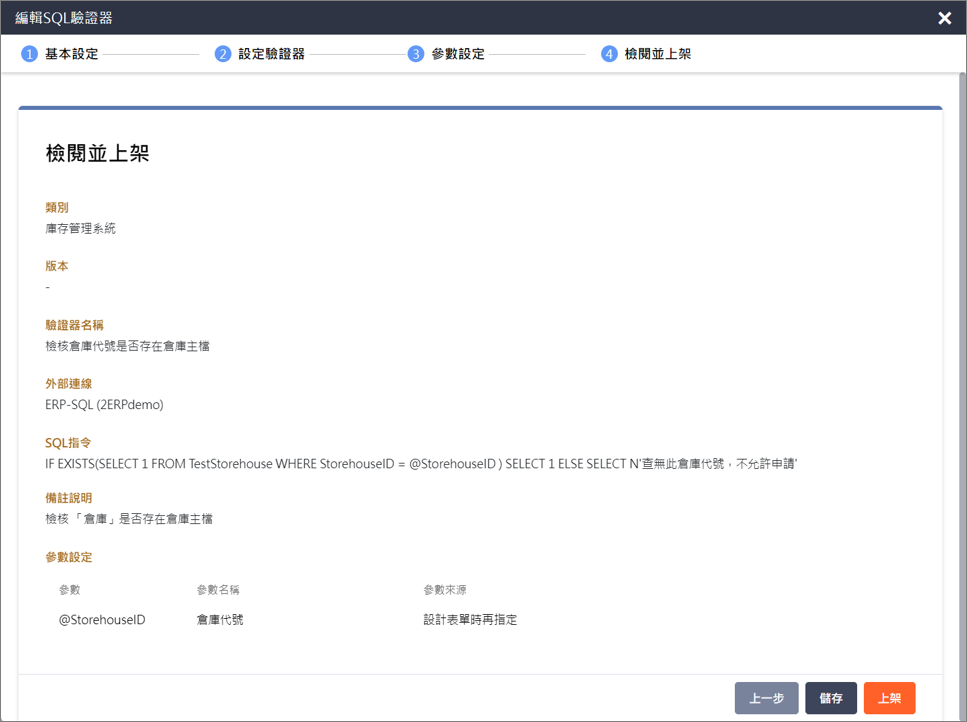 編輯SQL驗證器
1 基本設定 2 設定驗證器 3 參數設定 4 檢閱並上架
檢閱並上架
類別
庫存管理系統
版本
-
驗證器名稱
檢核倉庫代號是否存在倉庫主檔
外部連線
ERP-SQL (2ERPdemo)
SQL指令
IF EXISTS(SELECT 1 FROM TestStorehouse WHERE StorehouseID = @StorehouseID ) SELECT 1 ELSE SELECT N'查無此倉庫代號，不允許申請'
備註說明
檢核「倉庫」是否存在倉庫主檔
參數設定
參數 參數名稱 參數來源
@StorehouseID 倉庫代號 設計表單時再指定
上一步 儲存 上架